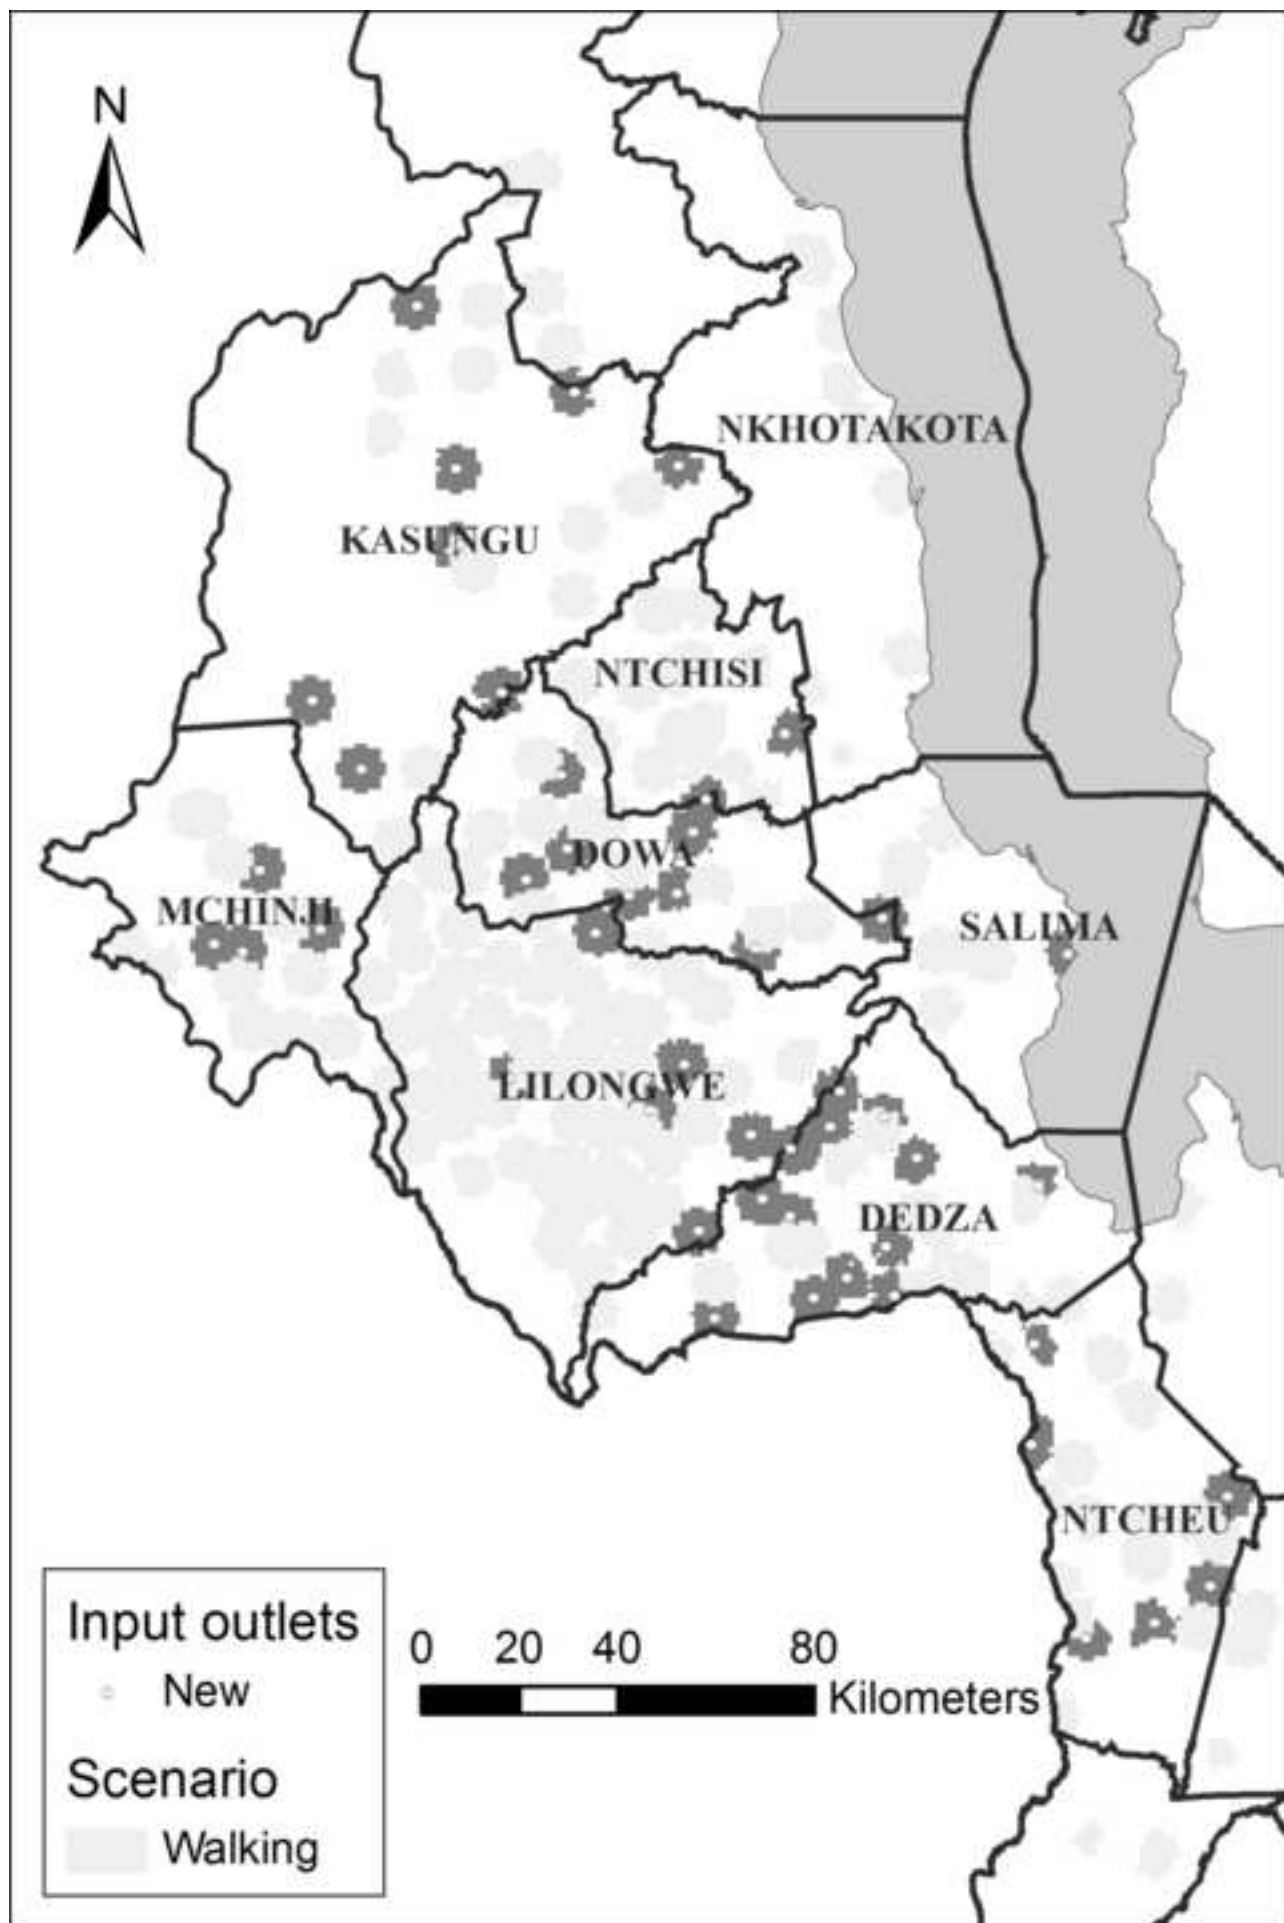 N
NKHOTAKOTA
KASUNGU
NTCHISI
DOWA
MCHINJI
SALIMA
LILONGWE
DEDZA
NTCHEU
Input outlets
New
Scenario
Walking
0 20 40 80
Kilometers